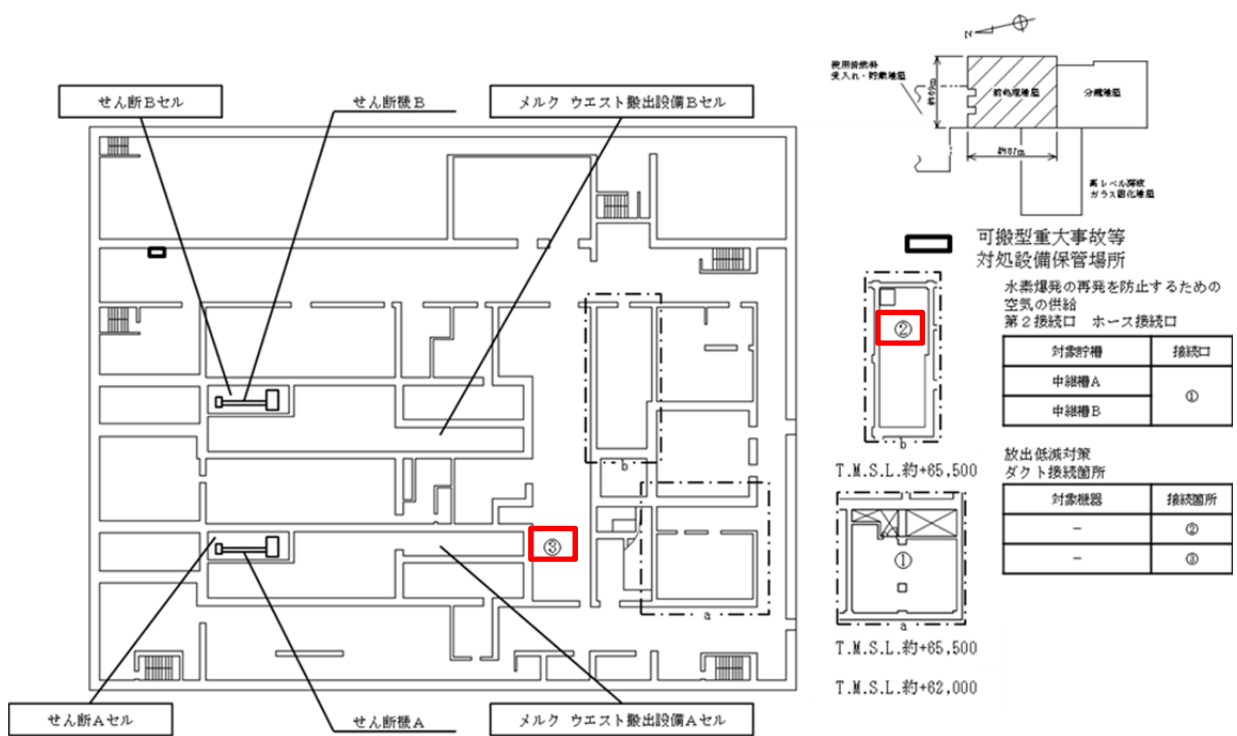 せん断Bセル
せん断機B
メルク ウエスト搬出設備Bセル
N
使用済燃料
受入れ・貯蔵建屋
約69m
前処理建屋
分離建屋
約87m
高レベル廃液
ガラス固化建屋
可搬型重大事故等
対処設備保管場所
水素爆発の再発を防止するための
空気の供給
第2接続口 ホース接続口
対象貯槽 接続口
中継槽A ①
中継槽B
放出低減対策
ダクト接続箇所
対象機器 接続箇所
- ②
- ③
②
b
T.M.S.L.約+65,500
①
a
T.M.S.L.約+65,500
T.M.S.L.約+62,000
b
③
a
せん断Aセル
せん断機A
メルク ウエスト搬出設備Aセル